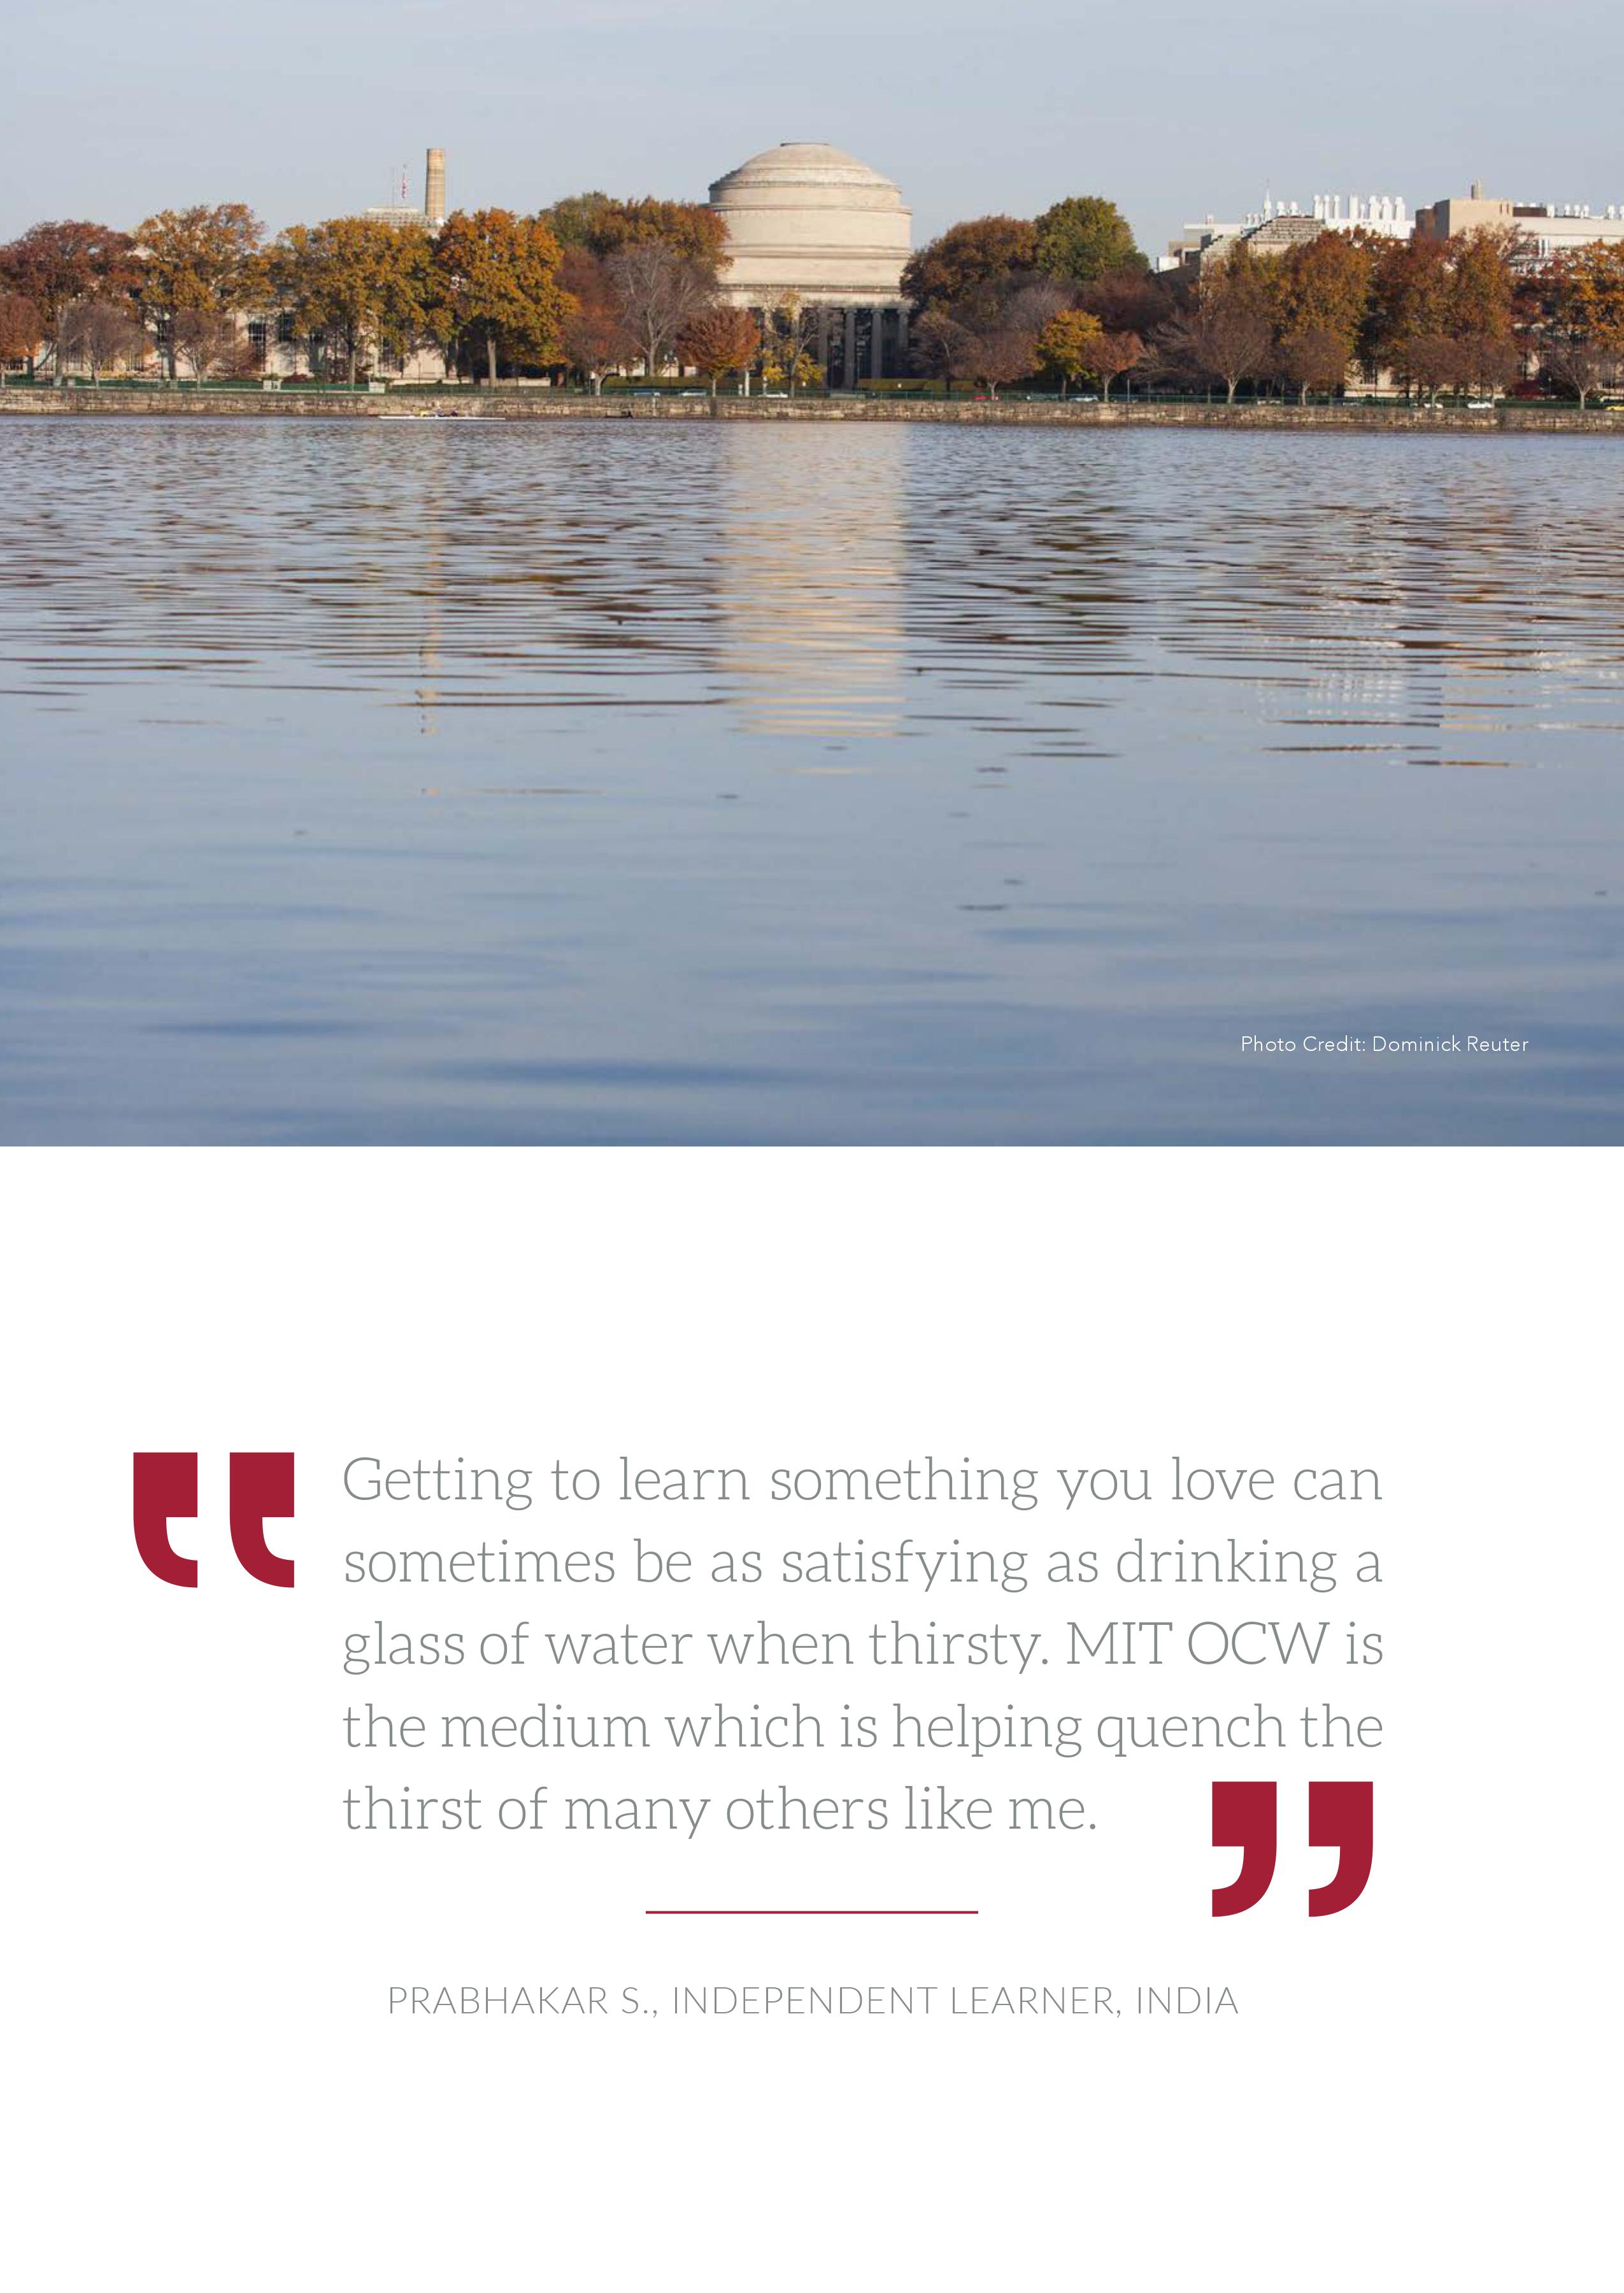 Photo Credit: Dominick Reuter
“Getting to learn something you love can
sometimes be as satisfying as drinking a
glass of water when thirsty. MIT OCW is
the medium which is helping quench the
thirst of many others like me.”
PRABHAKAR S., INDEPENDENT LEARNER, INDIA